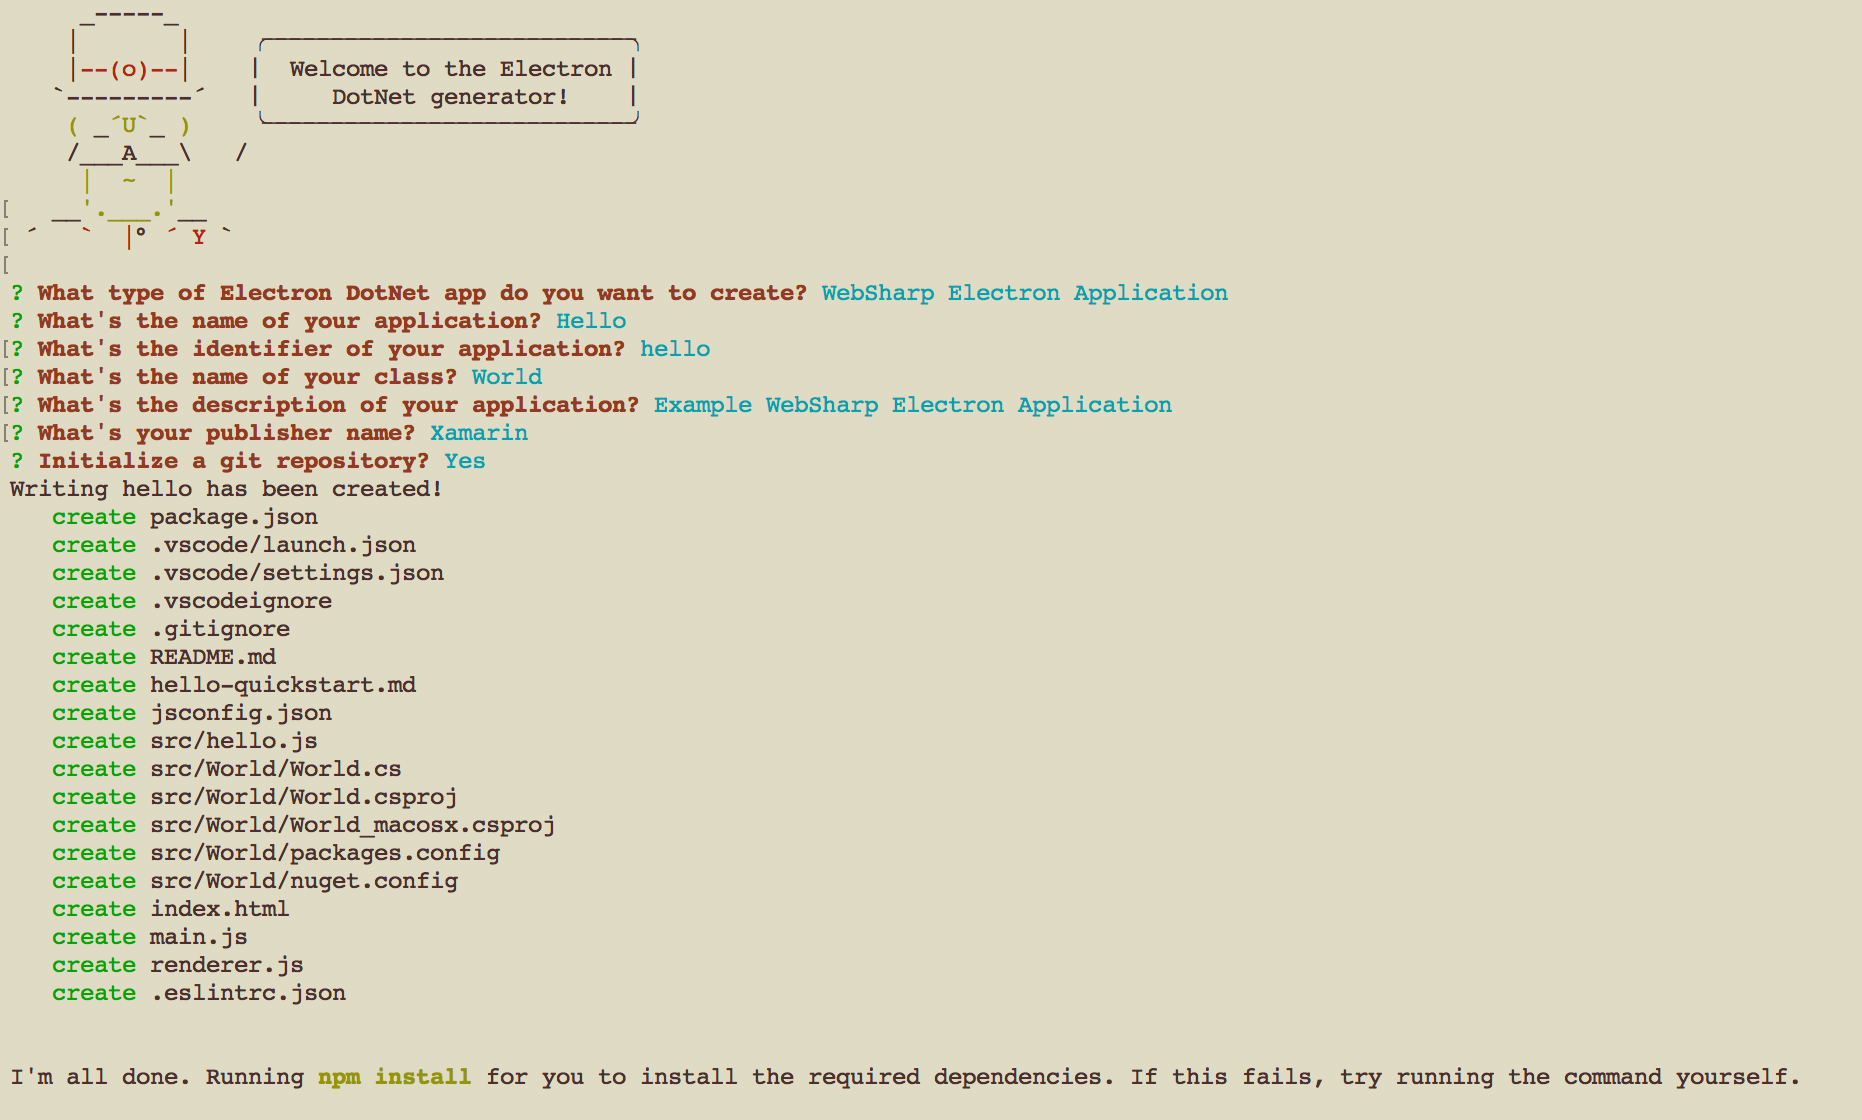 Welcome to the Electron
DotNet generator!
? What type of Electron DotNet app do you want to create? WebSharp Electron Application
? What's the name of your application? Hello
[? What's the identifier of your application? hello
[? What's the name of your class? World
[? What's the description of your application? Example WebSharp Electron Application
[? What's your publisher name? Xamarin
? Initialize a git repository? Yes
Writing hello has been created!
create package.json
create .vscode/launch.json
create .vscode/settings.json
create .vscodeignore
create .gitignore
create README.md
create hello-quickstart.md
create jsconfig.json
create src/hello.js
create src/World/World.cs
create src/World/World.csproj
create src/World/World_macosx.csproj
create src/World/packages.config
create src/World/nuget.config
create index.html
create main.js
create renderer.js
create .eslintrc.json
I'm all done. Running npm install for you to install the required dependencies. If this fails, try running the command yourself.